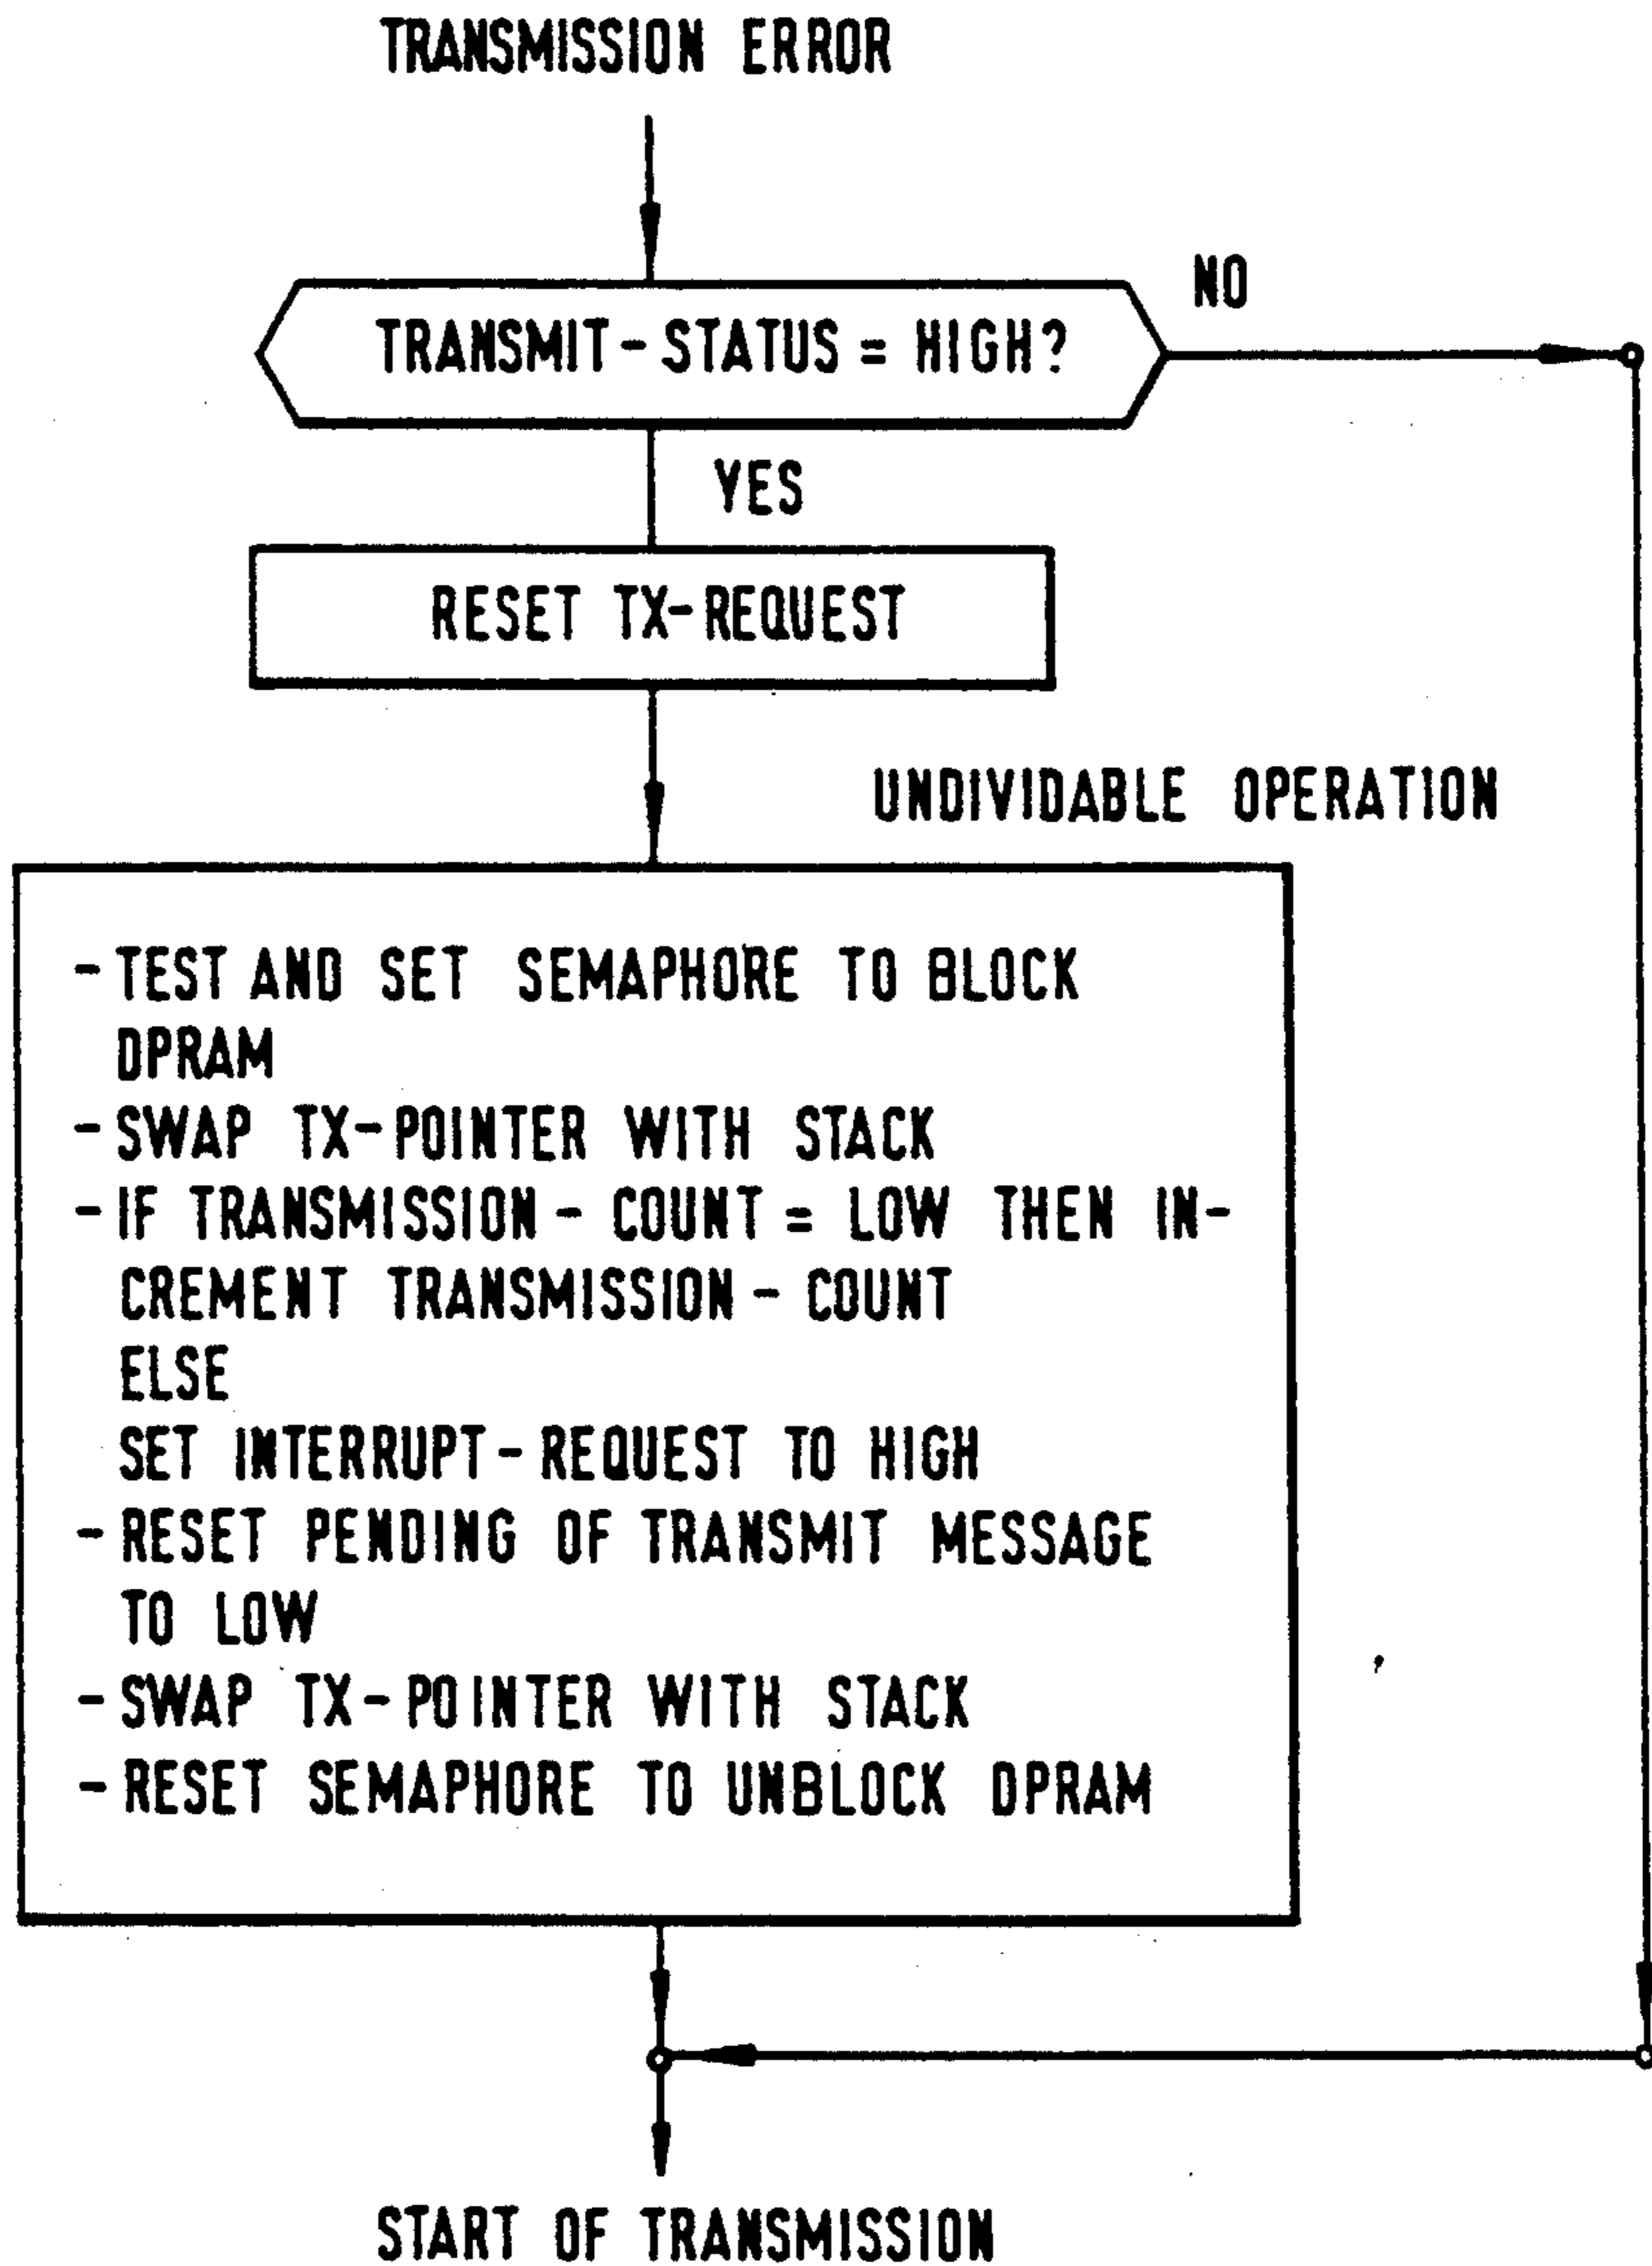 TRANSMISSION ERROR
NO
TRANSMIT-STATUS = HIGH?
YES
RESET TX-REQUEST
UNDIVIDABLE OPERATION
- TEST AND SET SEMAPHORE TO BLOCK
DPRAM
- SWAP TX-POINTER WITH STACK
- IF TRANSMISSION - COUNT = LOW THEN IN-
CREMENT TRANSMISSION - COUNT
ELSE
SET INTERRUPT-REQUEST TO HIGH
- RESET PENDING OF TRANSMIT MESSAGE
TO LOW
- SWAP TX-POINTER WITH STACK
- RESET SEMAPHORE TO UNBLOCK DPRAM
START OF TRANSMISSION